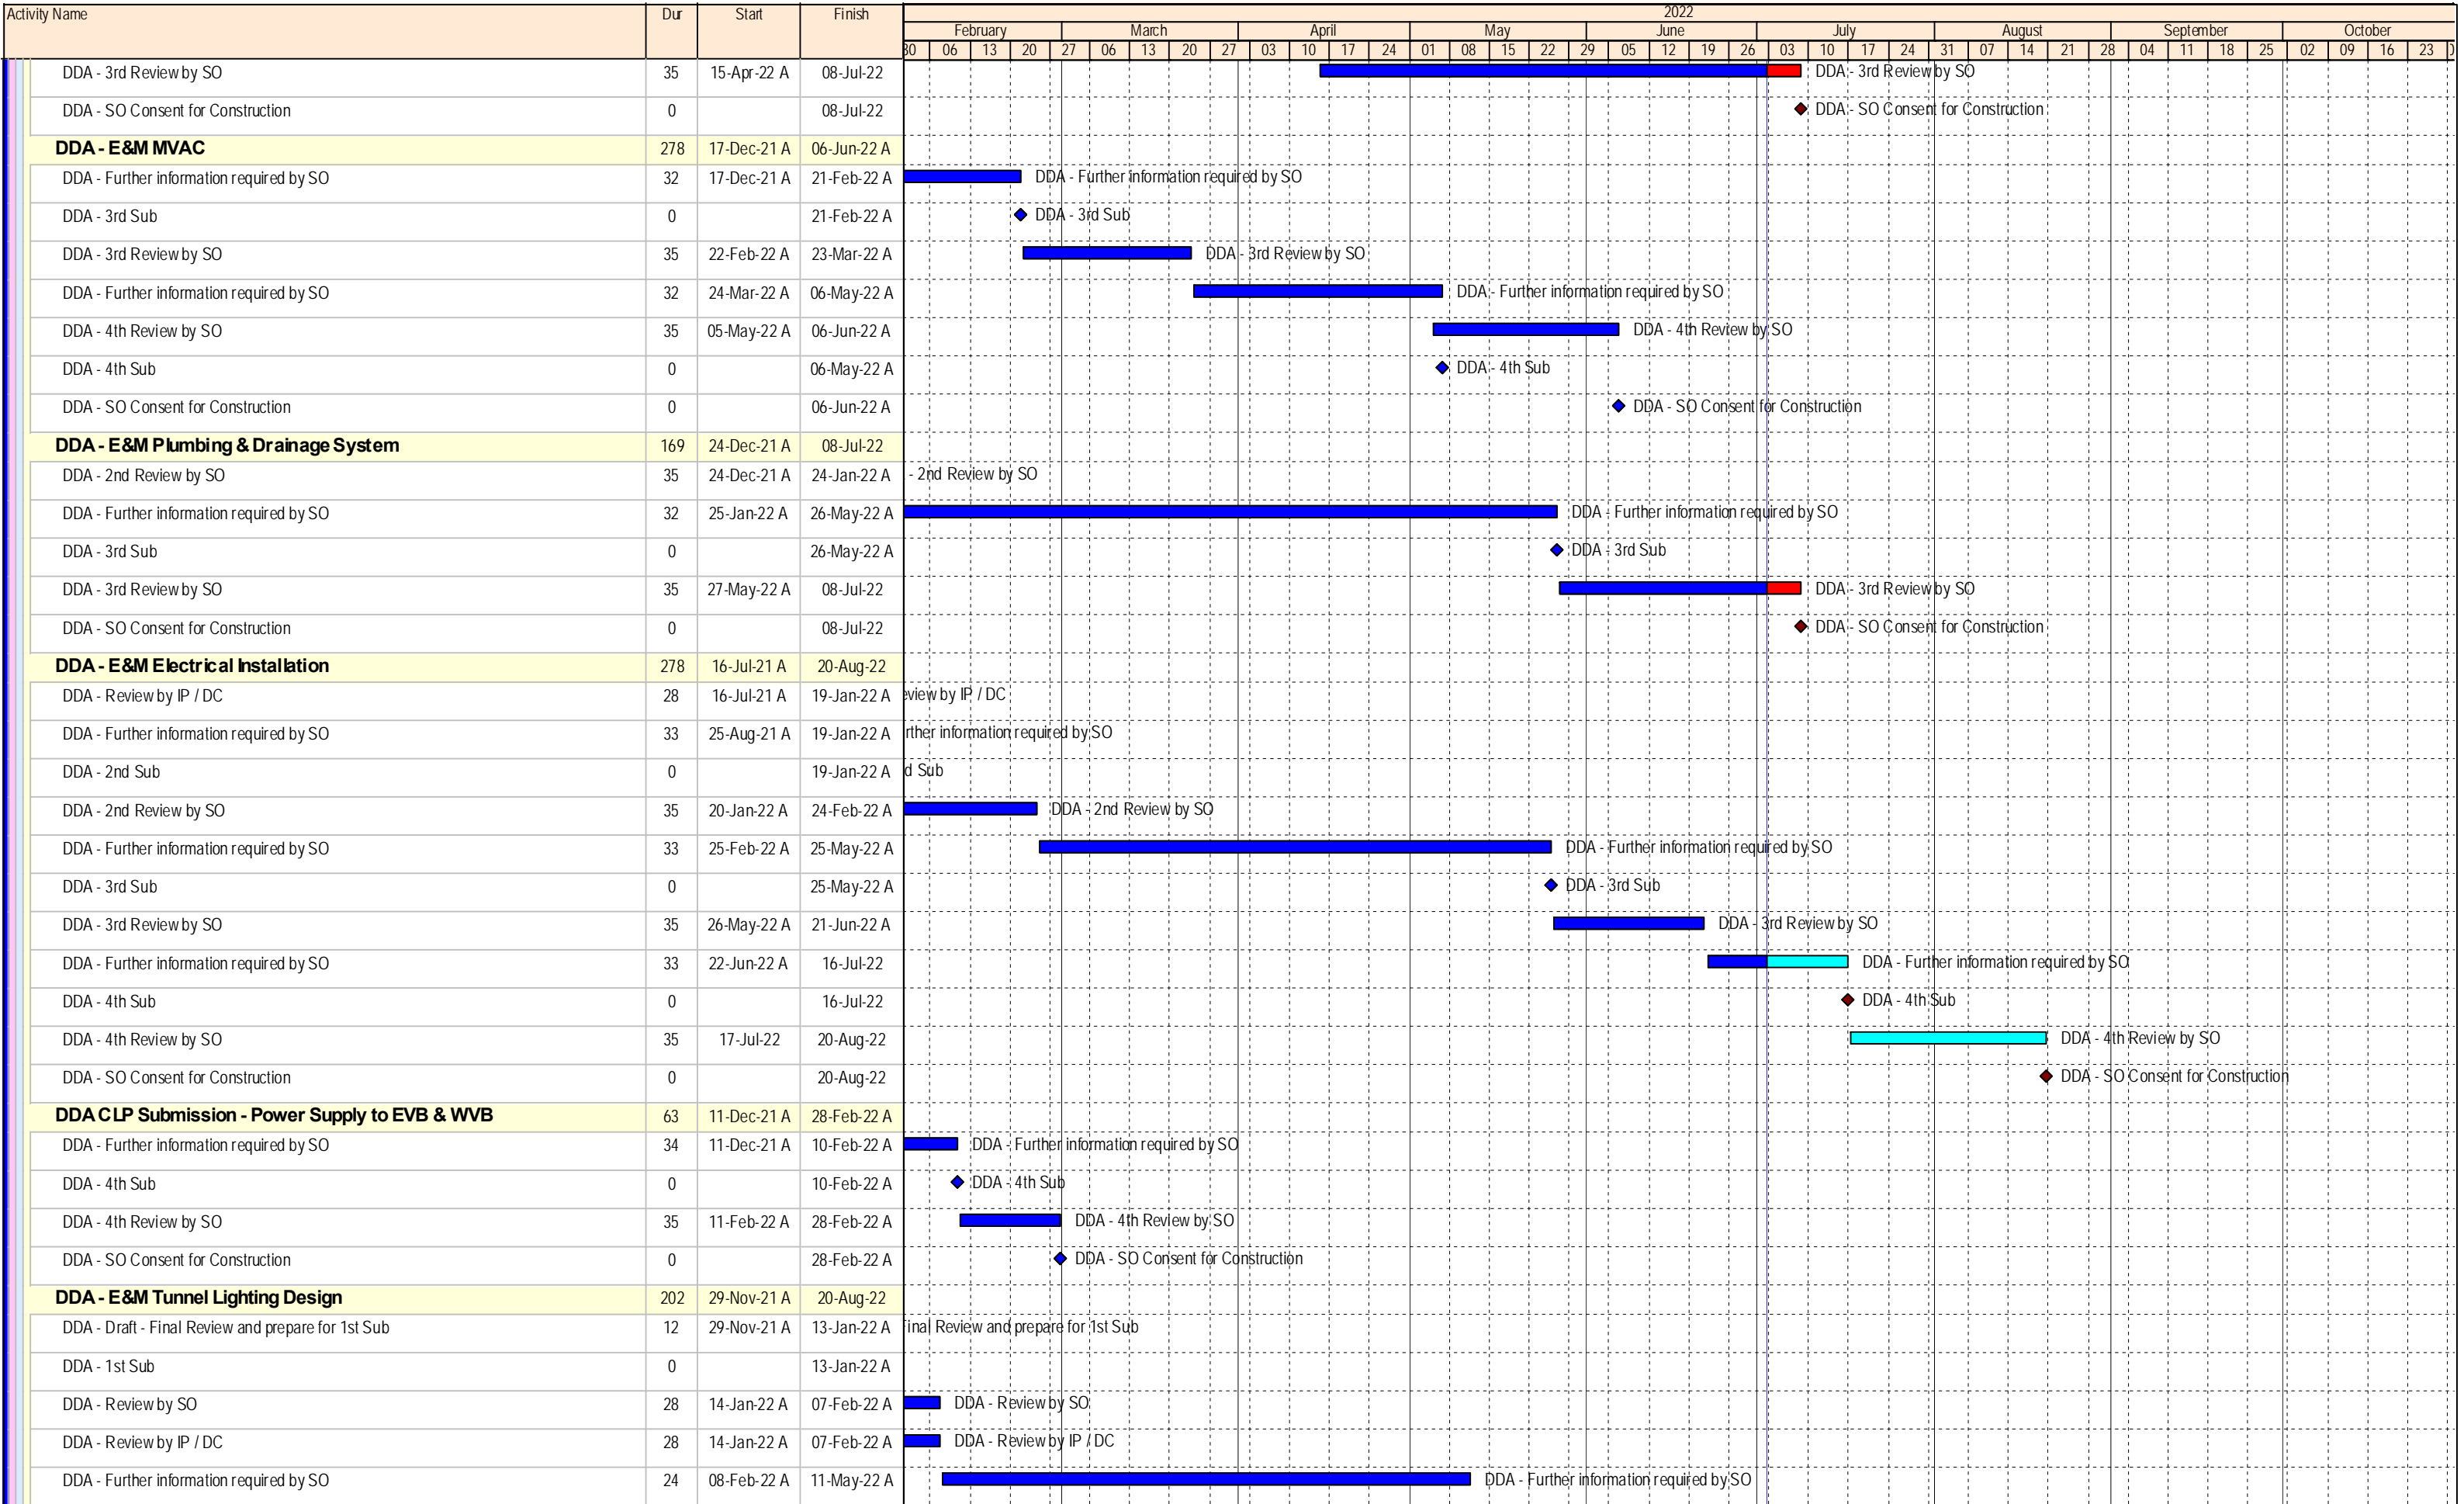 Activity Name Dur Start Finish 2022
February March April May June July August September October
30 06 13 20 27 06 13 20 27 03 10 17 24 01 08 15 22 29 05 12 19 26 03 10 17 24 31 07 14 21 28 04 11 18 25 02 09 16 23
DDA - 3rd Review by SO 35 15-Apr-22 A 08-Jul-22 DDA - 3rd Review by SO
DDA - SO Consent for Construction 0 08-Jul-22 DDA - SO Consent for Construction
DDA - E&M MVAC 278 17-Dec-21 A 06-Jun-22 A
DDA - Further information required by SO 32 17-Dec-21 A 21-Feb-22 A DDA - Further information required by SO
DDA - 3rd Sub 0 21-Feb-22 A DDA - 3rd Sub
DDA - 3rd Review by SO 35 22-Feb-22 A 23-Mar-22 A DDA - 3rd Review by SO
DDA - Further information required by SO 32 24-Mar-22 A 06-May-22 A DDA - Further information required by SO
DDA - 4th Review by SO 35 05-May-22 A 06-Jun-22 A DDA - 4th Review by SO
DDA - 4th Sub 0 06-May-22 A DDA - 4th Sub
DDA - SO Consent for Construction 0 06-Jun-22 A DDA - SO Consent for Construction
DDA - E&M Plumbing & Drainage System 169 24-Dec-21 A 08-Jul-22
DDA - 2nd Review by SO 35 24-Dec-21 A 24-Jan-22 A - 2nd Review by SO
DDA - Further information required by SO 32 25-Jan-22 A 26-May-22 A DDA - Further information required by SO
DDA - 3rd Sub 0 26-May-22 A DDA - 3rd Sub
DDA - 3rd Review by SO 35 27-May-22 A 08-Jul-22 DDA - 3rd Review by SO
DDA - SO Consent for Construction 0 08-Jul-22 DDA - SO Consent for Construction
DDA - E&M Electrical Installation 278 16-Jul-21 A 20-Aug-22
DDA - Review by IP / DC 28 16-Jul-21 A 19-Jan-22 A eview by IP / DC
DDA - Further information required by SO 33 25-Aug-21 A 19-Jan-22 A rther information required by SO
DDA - 2nd Sub 0 19-Jan-22 A d Sub
DDA - 2nd Review by SO 35 20-Jan-22 A 24-Feb-22 A DDA - 2nd Review by SO
DDA - Further information required by SO 33 25-Feb-22 A 25-May-22 A DDA - Further information required by SO
DDA - 3rd Sub 0 25-May-22 A DDA - 3rd Sub
DDA - 3rd Review by SO 35 26-May-22 A 21-Jun-22 A DDA - 3rd Review by SO
DDA - Further information required by SO 33 22-Jun-22 A 16-Jul-22 DDA - Further information required by SO
DDA - 4th Sub 0 16-Jul-22 DDA - 4th Sub
DDA - 4th Review by SO 35 17-Jul-22 20-Aug-22 DDA - 4th Review by SO
DDA - SO Consent for Construction 0 20-Aug-22 DDA - SO Consent for Construction
DDA CLP Submission - Power Supply to EVB & WVB 63 11-Dec-21 A 28-Feb-22 A
DDA - Further information required by SO 34 11-Dec-21 A 10-Feb-22 A DDA - Further information required by SO
DDA - 4th Sub 0 10-Feb-22 A DDA - 4th Sub
DDA - 4th Review by SO 35 11-Feb-22 A 28-Feb-22 A DDA - 4th Review by SO
DDA - SO Consent for Construction 0 28-Feb-22 A DDA - SO Consent for Construction
DDA - E&M Tunnel Lighting Design 202 29-Nov-21 A 20-Aug-22
DDA - Draft - Final Review and prepare for 1st Sub 12 29-Nov-21 A 13-Jan-22 A inal Review and prepare for 1st Sub
DDA - 1st Sub 0 13-Jan-22 A
DDA - Review by SO 28 14-Jan-22 A 07-Feb-22 A DDA - Review by SO
DDA - Review by IP / DC 28 14-Jan-22 A 07-Feb-22 A DDA - Review by IP / DC
DDA - Further information required by SO 24 08-Feb-22 A 11-May-22 A DDA - Further information required by SO